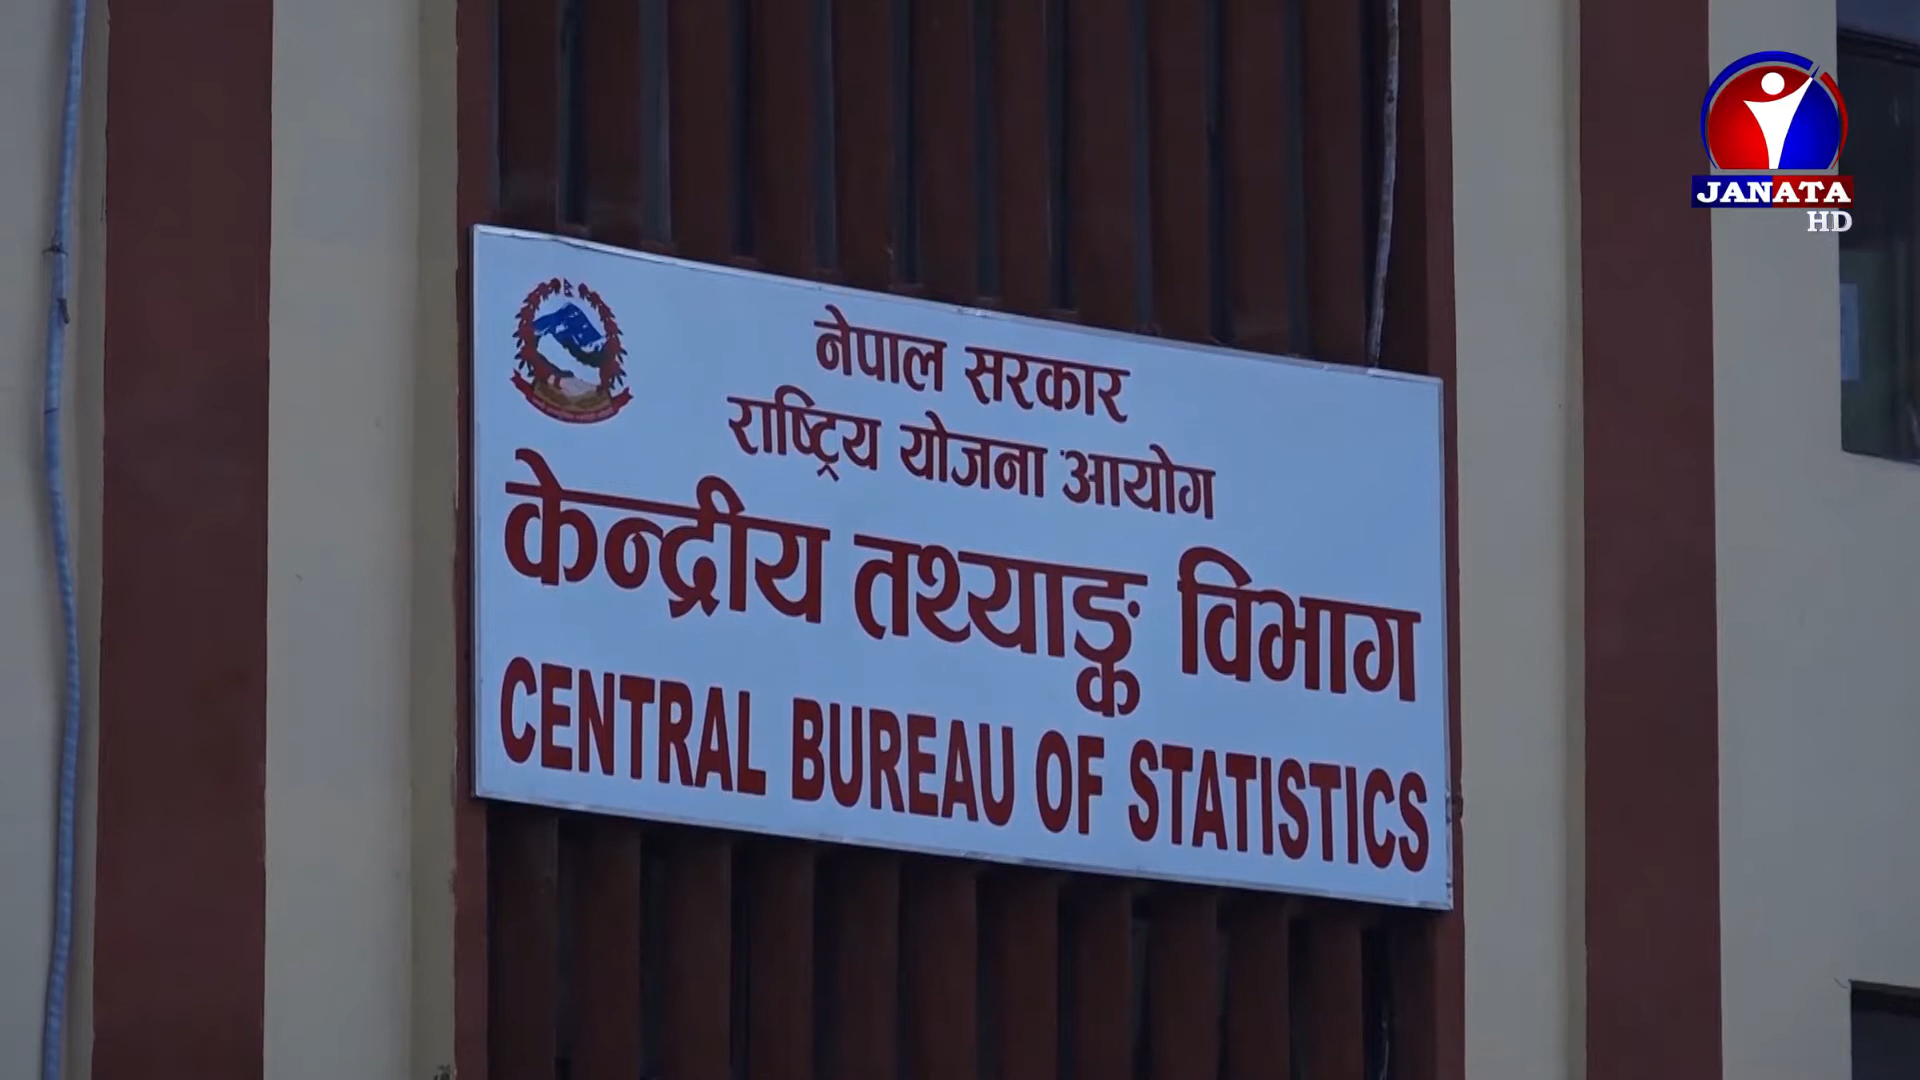 JANATA
HD
नेपाल सरकार
राष्ट्रिय योजना आयोग
केन्द्रीय तथ्याङ्क विभाग
CENTRAL BUREAU OF STATISTICS